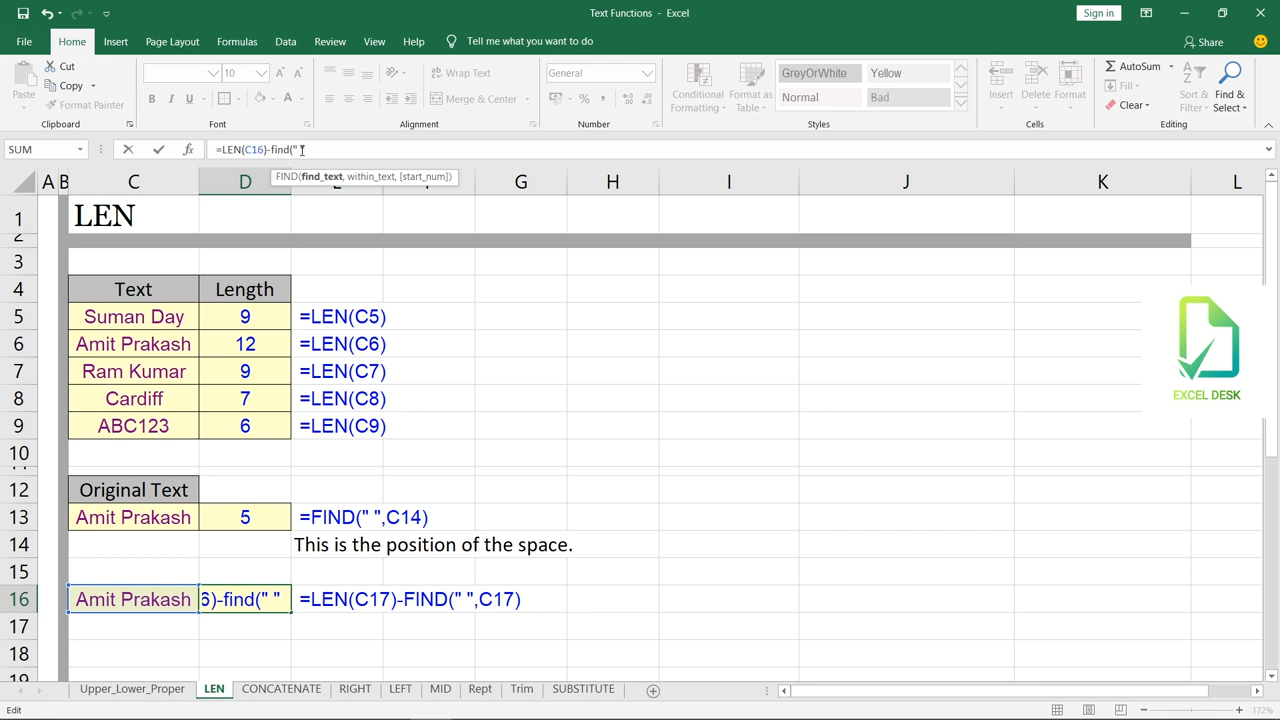 Text Functions - Excel
Sign in
File Home Insert Page Layout Formulas Data Review View Help Tell me what you want to do Share
Paste Cut Copy Format Painter
10
B I U A
Wrap Text
Merge & Center
General
% ,
Conditional Formatting
Format as Table
GreyOrWhite Yellow
Normal Bad
Insert Delete Format
AutoSum
Fill
Clear
Sort & Filter
Find & Select
Clipboard Font Alignment Number Styles Cells Editing
SUM fx =LEN(C16)-find(" "
FIND(find_text, within_text, [start_num])
A B C D E F G H I J K L
1 LEN
2
3
4 Text Length
5 Suman Day 9 =LEN(C5)
6 Amit Prakash 12 =LEN(C6)
7 Ram Kumar 9 =LEN(C7)
8 Cardiff 7 =LEN(C8)
9 ABC123 6 =LEN(C9)
EXCEL DESK
10
12 Original Text
13 Amit Prakash 5 =FIND(" ",C14)
14 This is the position of the space.
15
16 Amit Prakash 6)-find(" " =LEN(C17)-FIND(" ",C17)
17
18
19
Upper_Lower_Proper LEN CONCATENATE RIGHT LEFT MID Rept Trim SUBSTITUTE
Edit
172%